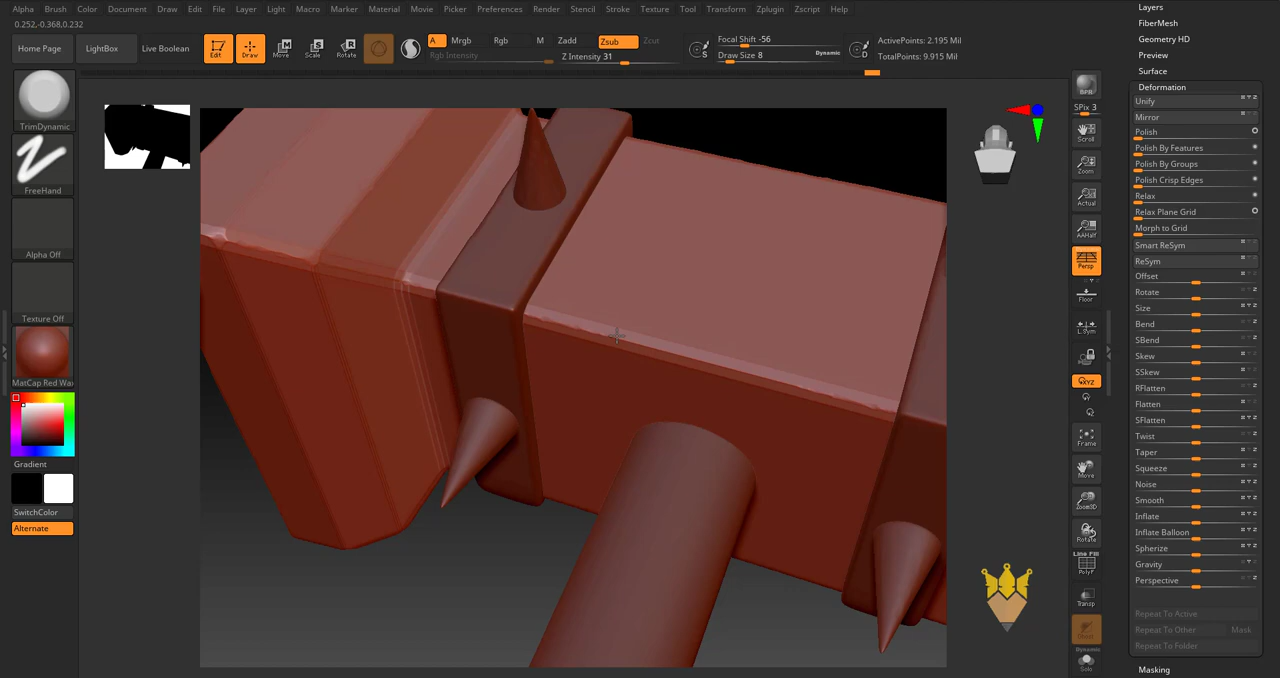 Alpha Brush Color Document Draw Edit File Layer Light Macro Marker Material Movie Picker Preferences Render Stencil Stroke Texture Tool Transform Zplugin Zscript Help
0.252,-0.368,0.232
Home Page LightBox Live Boolean Edit Draw Move Scale Rotate A Mrgb Rgb M Zadd Zsub Zcut
Rgb Intensity Z Intensity 31
S Focal Shift -56
Draw Size 8 Dynamic
D ActivePoints: 2.195 Mil
TotalPoints: 9.915 Mil
TrimDynamic
FreeHand
Alpha Off
Texture Off
MatCap Red Wax
Gradient
SwitchColor
Alternate
BPR
SPix 3
Scroll
Zoom
Actual
AAHalf
Persp
Floor
L.Sym
XYZ
Frame
Move
Zoom3D
Rotate
Line Fill
PolyF
Transp
Dynamic
Solo
Layers
FiberMesh
Geometry HD
Preview
Surface
Deformation
Unify
Mirror
Polish
Polish By Features
Polish By Groups
Polish Crisp Edges
Relax
Relax Plane Grid
Morph to Grid
Smart ReSym
ReSym
Offset
Rotate
Size
Bend
SBend
Skew
SSkew
RFlatten
Flatten
SFlatten
Twist
Taper
Squeeze
Noise
Smooth
Inflate
Inflate Balloon
Spherize
Gravity
Perspective
Repeat To Active
Repeat To Other Mask
Repeat To Folder
Masking